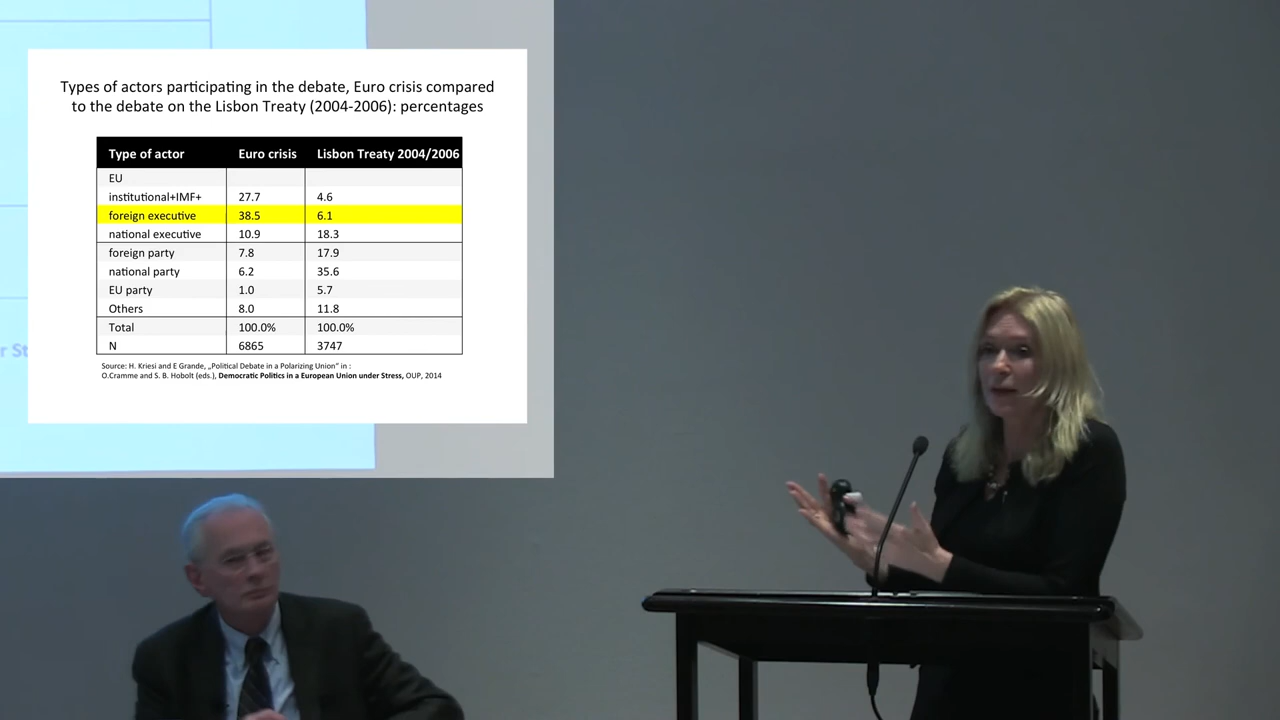 Types of actors participating in the debate, Euro crisis compared
to the debate on the Lisbon Treaty (2004-2006): percentages
Type of actor Euro crisis Lisbon Treaty 2004/2006
EU
institutional+IMF+ 27.7 4.6
foreign executive 38.5 6.1
national executive 10.9 18.3
foreign party 7.8 17.9
national party 6.2 35.6
EU party 1.0 5.7
Others 8.0 11.8
Total 100.0% 100.0%
N 6865 3747
Source: H. Kriesi and E Grande, „Political Debate in a Polarizing Union" in :
O.Cramme and S. B. Hobolt (eds.), Democratic Politics in a European Union under Stress, OUP, 2014